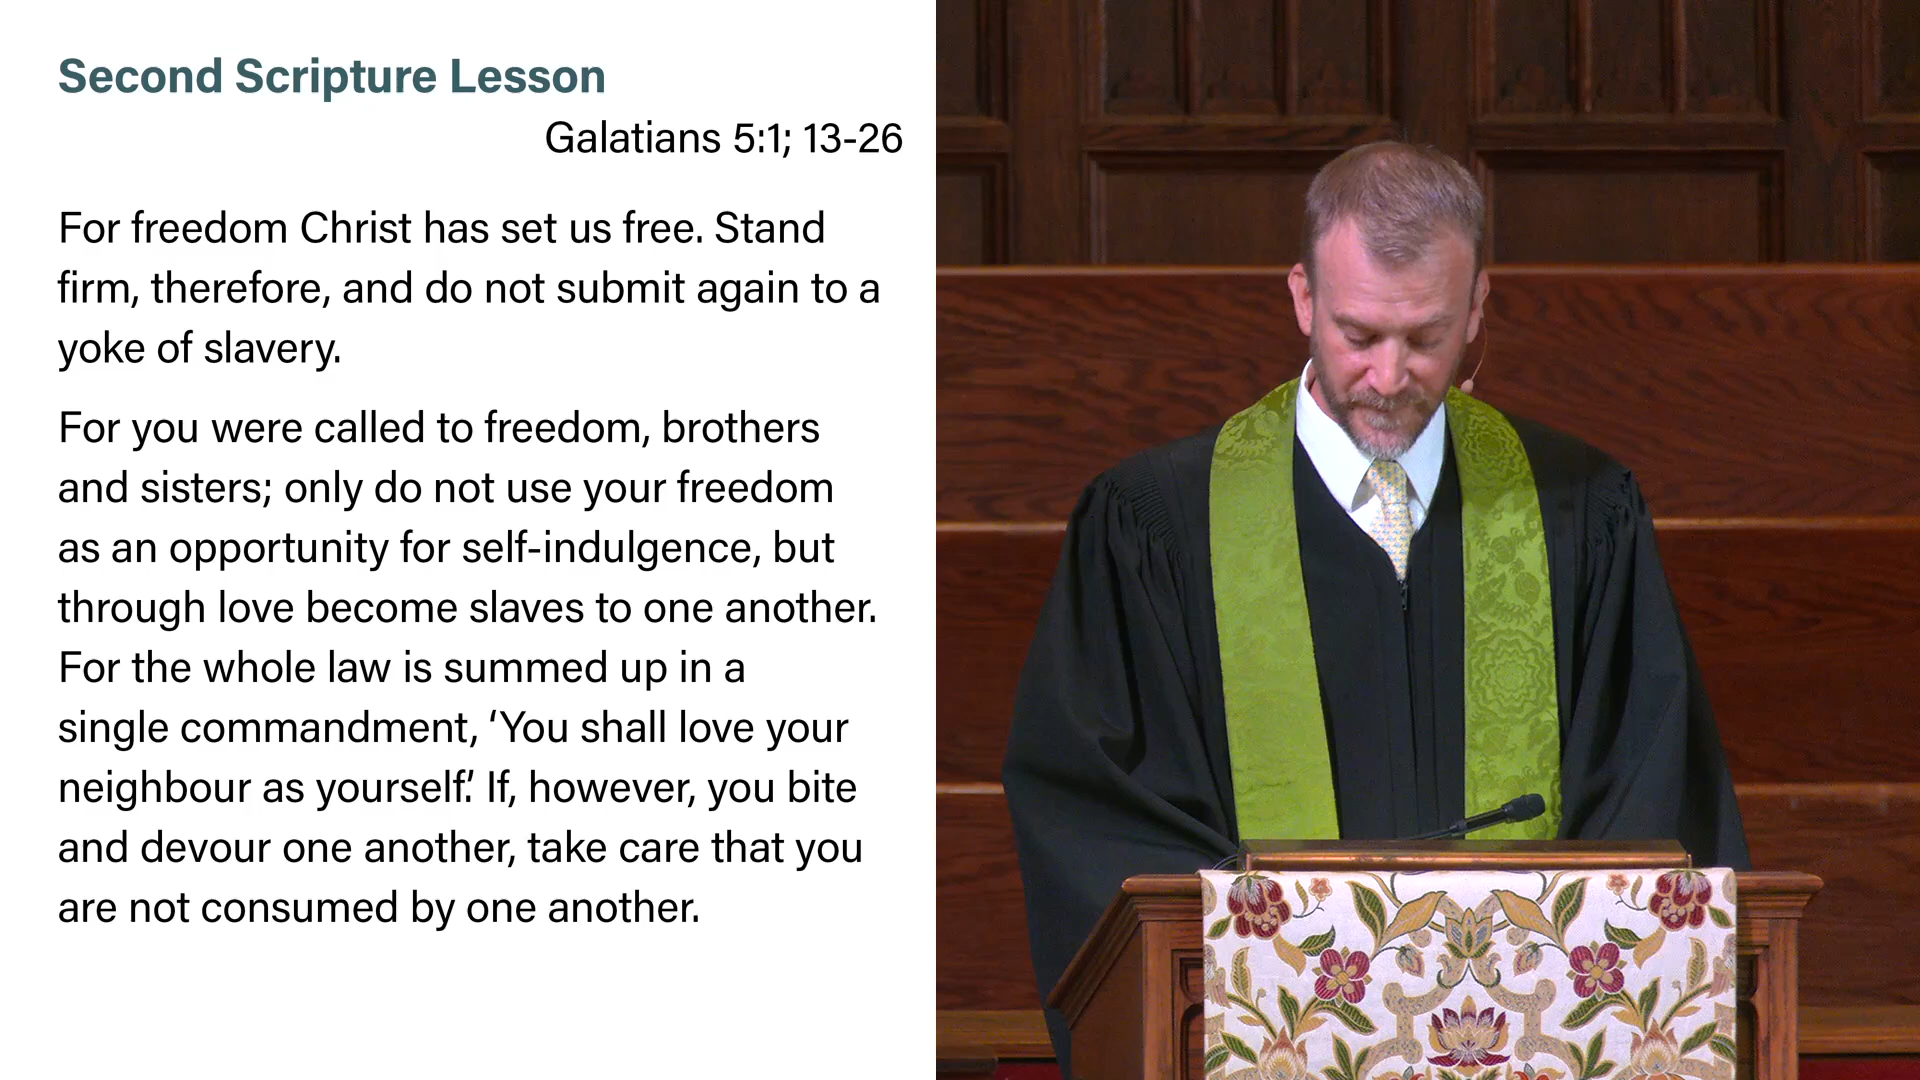 Second Scripture Lesson
Galatians 5:1; 13-26
For freedom Christ has set us free. Stand
firm, therefore, and do not submit again to a
yoke of slavery.
For you were called to freedom, brothers
and sisters; only do not use your freedom
as an opportunity for self-indulgence, but
through love become slaves to one another.
For the whole law is summed up in a
single commandment, ‘You shall love your
neighbour as yourself.’ If, however, you bite
and devour one another, take care that you
are not consumed by one another.